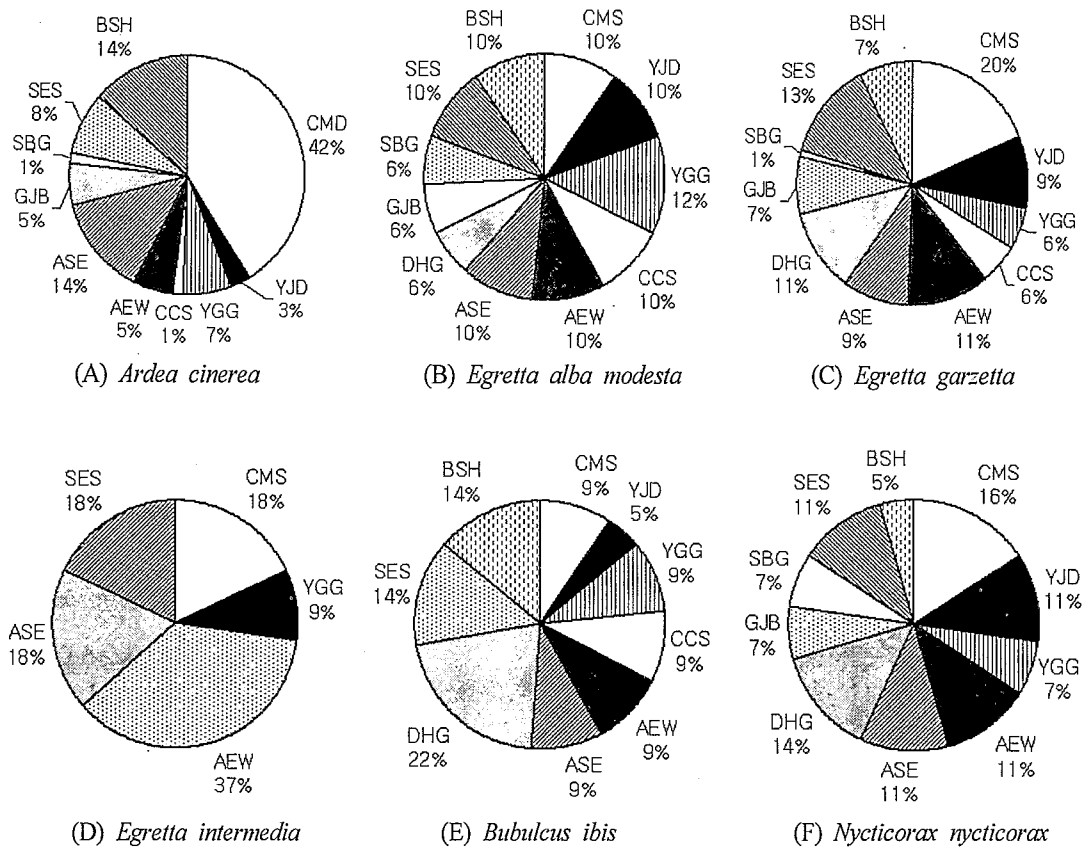 BSH
14%
SES
8%
SBG
1%
GJB
5%
ASE
14%
AEW
5%
CCS
1%
YGG
7%
YJD
3%
CMD
42%
(A) Ardea cinerea
BSH
10%
CMS
10%
SES
10%
YJD
10%
SBG
6%
YGG
12%
GJB
6%
DHG
6%
CCS
10%
ASE
10%
AEW
10%
(B) Egretta alba modesta
BSH
7%
CMS
20%
SES
13%
SBG
1%
YJD
9%
GJB
7%
YGG
6%
DHG
11%
CCS
6%
ASE
9%
AEW
11%
(C) Egretta garzetta
SES
18%
CMS
18%
YGG
9%
ASE
18%
AEW
37%
(D) Egretta intermedia
BSH
14%
CMS
9%
YJD
5%
YGG
9%
SES
14%
CCS
9%
DHG
22%
AEW
9%
ASE
9%
(E) Bubulcus ibis
BSH
5%
CMS
16%
SES
11%
SBG
7%
YJD
11%
GJB
7%
YGG
7%
DHG
14%
AEW
11%
ASE
11%
(F) Nycticorax nycticorax